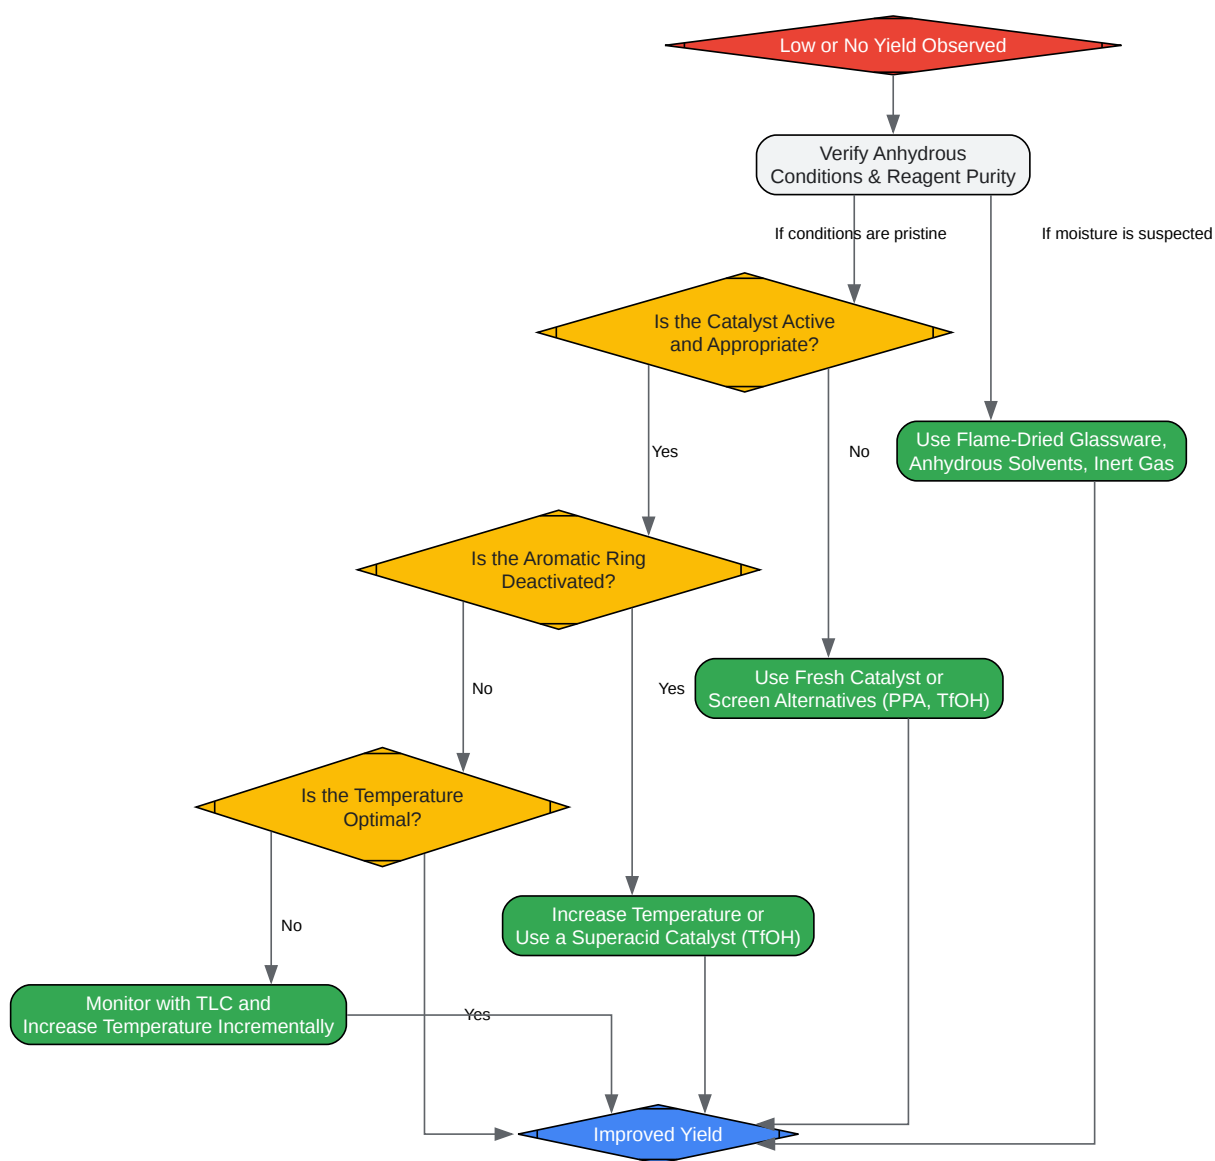 Low or No Yield Observed
Verify Anhydrous
Conditions & Reagent Purity
If conditions are pristine
If moisture is suspected
Is the Catalyst Active
and Appropriate?
Use Flame-Dried Glassware,
Anhydrous Solvents, Inert Gas
Yes
No
Is the Aromatic Ring
Deactivated?
Use Fresh Catalyst or
Screen Alternatives (PPA, TfOH)
No
Yes
Is the Temperature
Optimal?
Increase Temperature or
Use a Superacid Catalyst (TfOH)
No
Monitor with TLC and
Increase Temperature Incrementally
Yes
Improved Yield